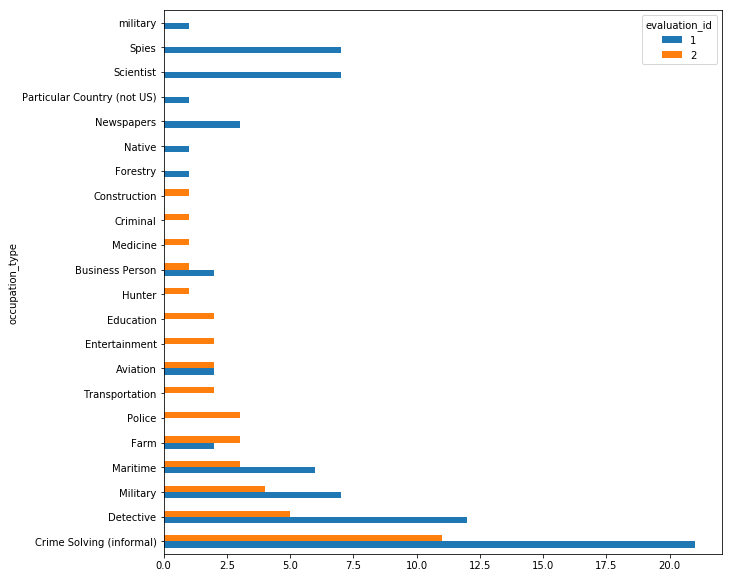 evaluation_id
1
2
military
Spies
Scientist
Particular Country (not US)
Newspapers
Native
Forestry
Construction
Criminal
Medicine
Business Person
Hunter
Education
Entertainment
Aviation
Transportation
Police
Farm
Maritime
Military
Detective
Crime Solving (informal)
occupation_type
0.0 2.5 5.0 7.5 10.0 12.5 15.0 17.5 20.0